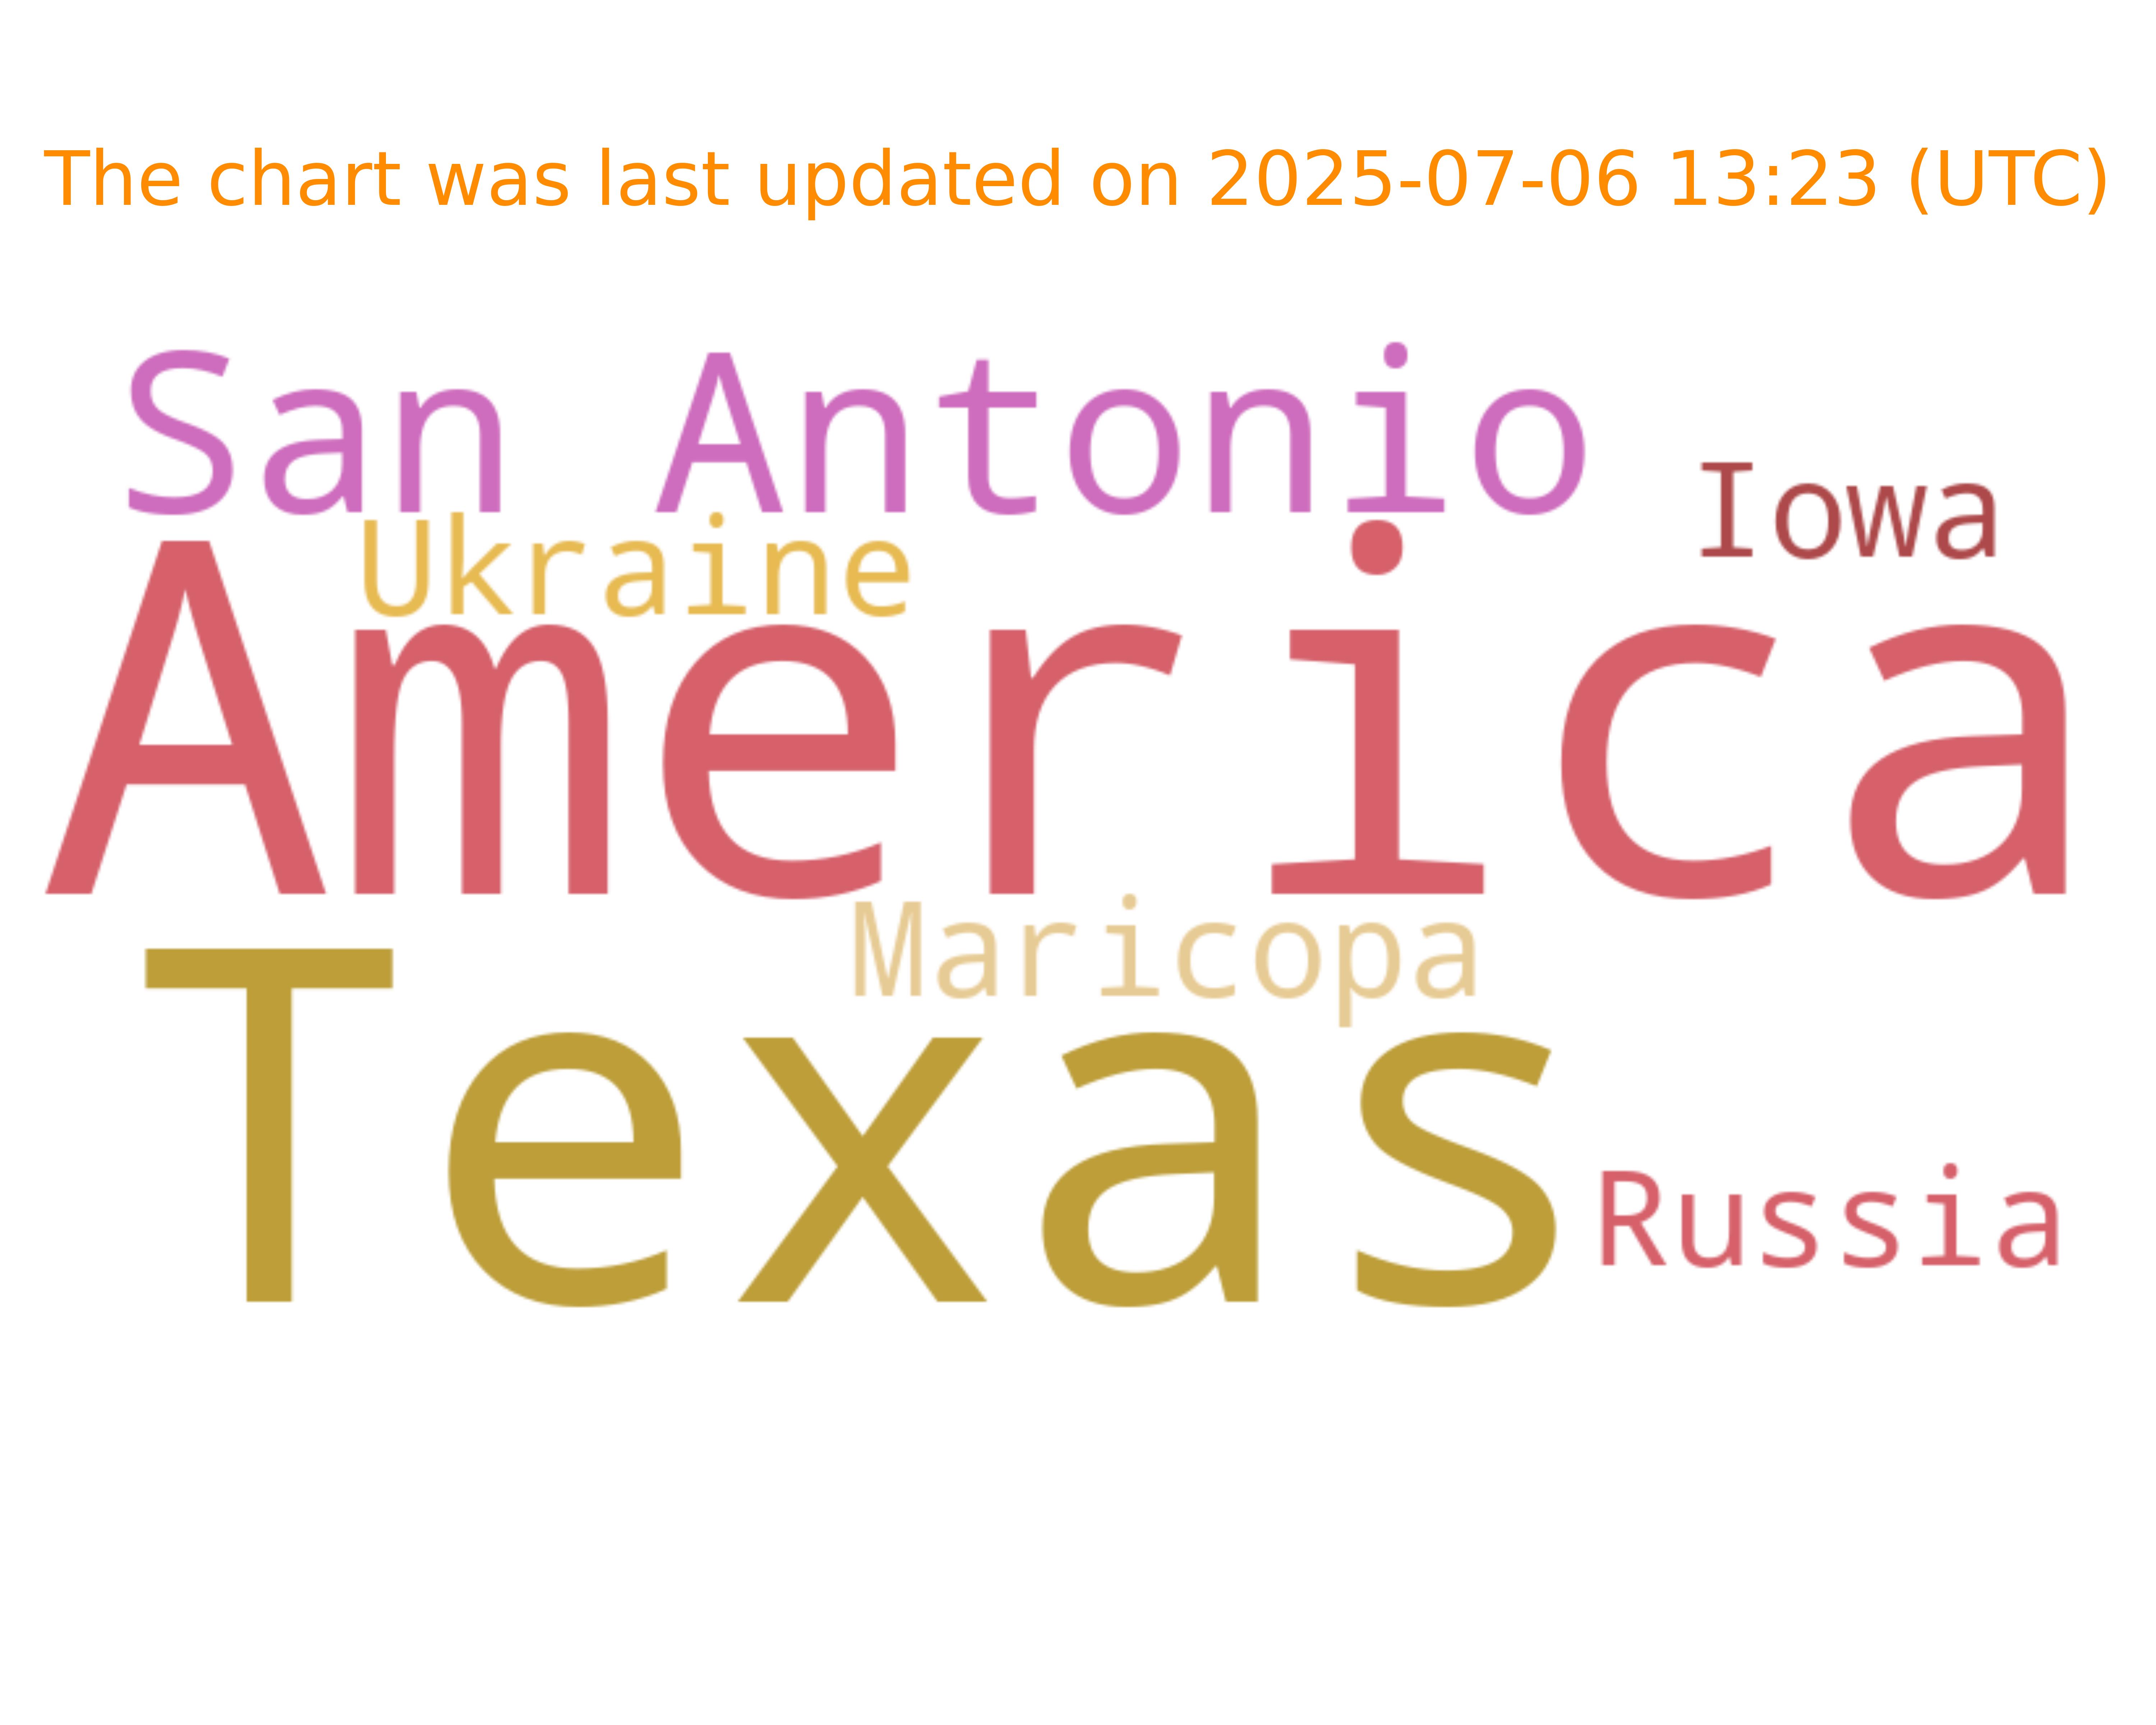 The chart was last updated on 2025-07-06 13:23 (UTC)
San Antonio
Iowa
Ukraine
America
Maricopa
Texas
Russia